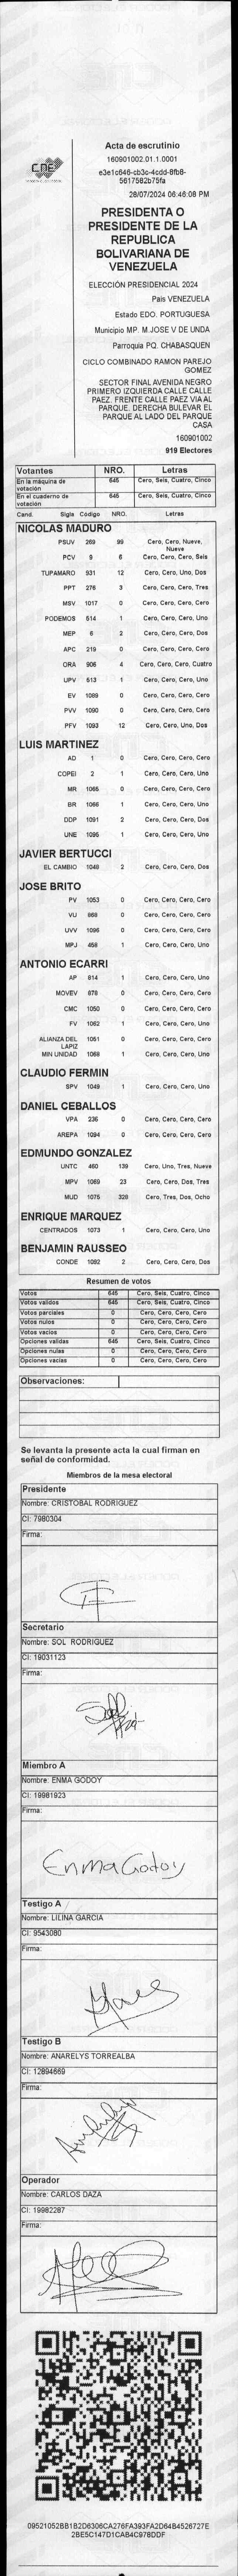 CNE
Acta de escrutinio
160901002.01.1.0001
e3e1c646-cb3c-4cdd-8fb8-
5617582b75fa
28/07/2024 06:46:08 PM
PRESIDENTA O
PRESIDENTE DE LA
REPUBLICA
BOLIVARIANA DE
VENEZUELA
ELECCIÓN PRESIDENCIAL 2024
Pais VENEZUELA
Estado EDO. PORTUGUESA
Municipio MP. M.JOSE V DE UNDA
Parroquia PQ. CHABASQUEN
CICLO COMBINADO RAMON PAREJO
GOMEZ
SECTOR FINAL AVENIDA NEGRO
PRIMERO IZQUIERDA CALLE CALLE
PAEZ. FRENTE CALLE PAEZ VIA AL
PARQUE. DERECHA BULEVAR EL
PARQUE AL LADO DEL PARQUE
CASA
160901002
919 Electores
Votantes NRO. Letras
En la máquina de votación 645 Cero, Seis, Cuatro, Cinco
En el cuaderno de votación 645 Cero, Seis, Cuatro, Cinco
Cand. Sigla Código NRO. Letras
NICOLAS MADURO
PSUV 269 99 Cero, Cero, Nueve, Nueve
PCV 9 6 Cero, Cero, Cero, Seis
TUPAMARO 931 12 Cero, Cero, Uno, Dos
PPT 276 3 Cero, Cero, Cero, Tres
MSV 1017 0 Cero, Cero, Cero, Cero
PODEMOS 514 1 Cero, Cero, Cero, Uno
MEP 6 2 Cero, Cero, Cero, Dos
APC 219 0 Cero, Cero, Cero, Cero
ORA 906 4 Cero, Cero, Cero, Cuatro
UPV 513 1 Cero, Cero, Cero, Uno
EV 1089 0 Cero, Cero, Cero, Cero
PVV 1090 0 Cero, Cero, Cero, Cero
PFV 1093 12 Cero, Cero, Uno, Dos
LUIS MARTINEZ
AD 1 0 Cero, Cero, Cero, Cero
COPEI 2 1 Cero, Cero, Cero, Uno
MR 1065 0 Cero, Cero, Cero, Cero
BR 1066 1 Cero, Cero, Cero, Uno
DDP 1091 2 Cero, Cero, Cero, Dos
UNE 1095 1 Cero, Cero, Cero, Uno
JAVIER BERTUCCI
EL CAMBIO 1048 2 Cero, Cero, Cero, Dos
JOSE BRITO
PV 1053 0 Cero, Cero, Cero, Cero
VU 868 0 Cero, Cero, Cero, Cero
UVV 1096 0 Cero, Cero, Cero, Cero
MPJ 458 1 Cero, Cero, Cero, Uno
ANTONIO ECARRI
AP 814 1 Cero, Cero, Cero, Uno
MOVEV 878 0 Cero, Cero, Cero, Cero
CMC 1050 0 Cero, Cero, Cero, Cero
FV 1062 1 Cero, Cero, Cero, Uno
ALIANZA DEL LAPIZ 1051 0 Cero, Cero, Cero, Cero
MIN UNIDAD 1068 1 Cero, Cero, Cero, Uno
CLAUDIO FERMIN
SPV 1049 1 Cero, Cero, Cero, Uno
DANIEL CEBALLOS
VPA 236 0 Cero, Cero, Cero, Cero
AREPA 1094 0 Cero, Cero, Cero, Cero
EDMUNDO GONZALEZ
UNTC 460 139 Cero, Uno, Tres, Nueve
MPV 1069 23 Cero, Cero, Dos, Tres
MUD 1075 328 Cero, Tres, Dos, Ocho
ENRIQUE MARQUEZ
CENTRADOS 1073 1 Cero, Cero, Cero, Uno
BENJAMIN RAUSSEO
CONDE 1092 2 Cero, Cero, Cero, Dos
Resumen de votos
Votos 645 Cero, Seis, Cuatro, Cinco
Votos validos 645 Cero, Seis, Cuatro, Cinco
Votos parciales 0 Cero, Cero, Cero, Cero
Votos nulos 0 Cero, Cero, Cero, Cero
Votos vacios 0 Cero, Cero, Cero, Cero
Opciones validas 645 Cero, Seis, Cuatro, Cinco
Opciones nulas 0 Cero, Cero, Cero, Cero
Opciones vacias 0 Cero, Cero, Cero, Cero
Observaciones:
Se levanta la presente acta la cual firman en
señal de conformidad.
Miembros de la mesa electoral
Presidente
Nombre: CRISTOBAL RODRIGUEZ
CI: 7980304
Firma:
Secretario
Nombre: SOL RODRIGUEZ
CI: 19031123
Firma:
Miembro A
Nombre: ENMA GODOY
CI: 19981923
Firma:
Enma Godoy
Testigo A
Nombre: LILINA GARCIA
CI: 9543080
Firma:
Testigo B
Nombre: ANARELYS TORREALBA
CI: 12894669
Firma:
Operador
Nombre: CARLOS DAZA
CI: 19982287
Firma:
09521052BB1B2D6306CA276FA393FA2D64B4526727E
2BE5C147D1CAB4C978DDF